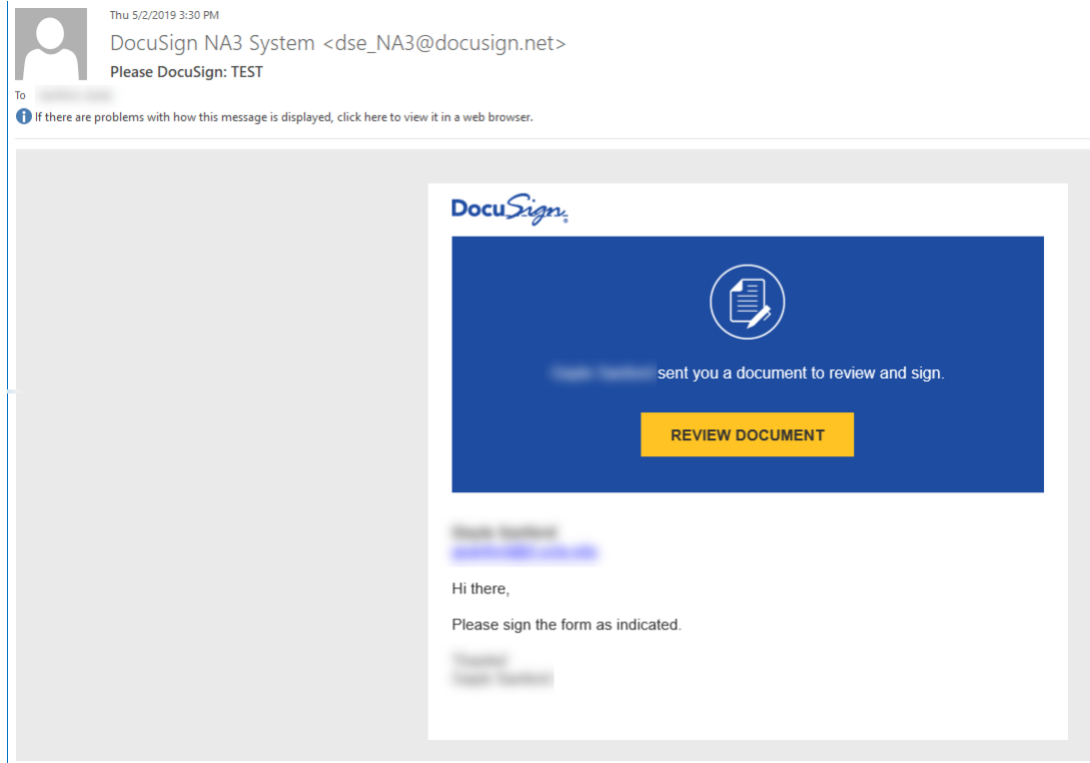 Thu 5/2/2019 3:30 PM
DocuSign NA3 System <dse_NA3@docusign.net>
Please DocuSign: TEST
To
If there are problems with how this message is displayed, click here to view it in a web browser.
DocuSign
sent you a document to review and sign.
REVIEW DOCUMENT
Hi there,
Please sign the form as indicated.